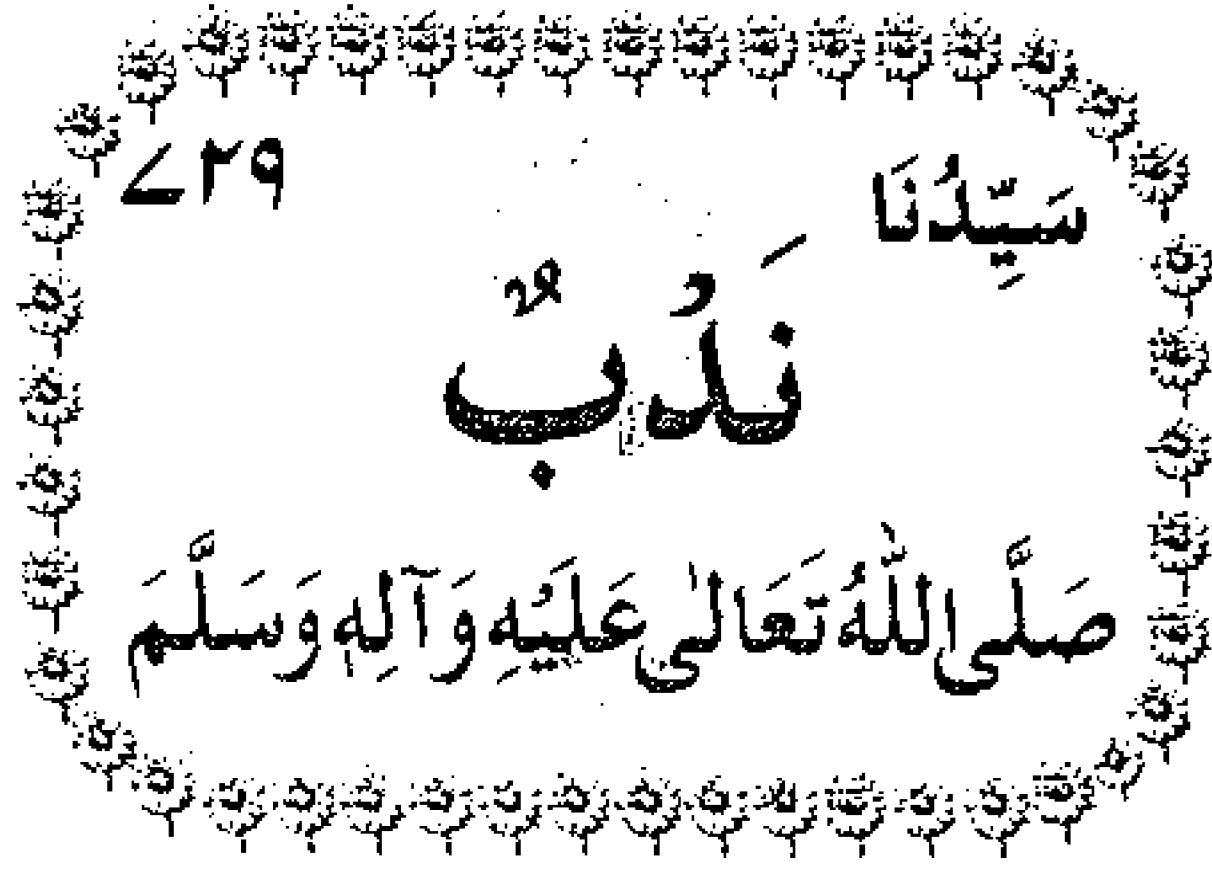 سَيِّدُنَا ۷۲۹
نَدُبٌ
صَلَّى اللّٰهُ تَعَالٰى عَلَيْهِ وَآلِهٖ وَسَلَّمَ